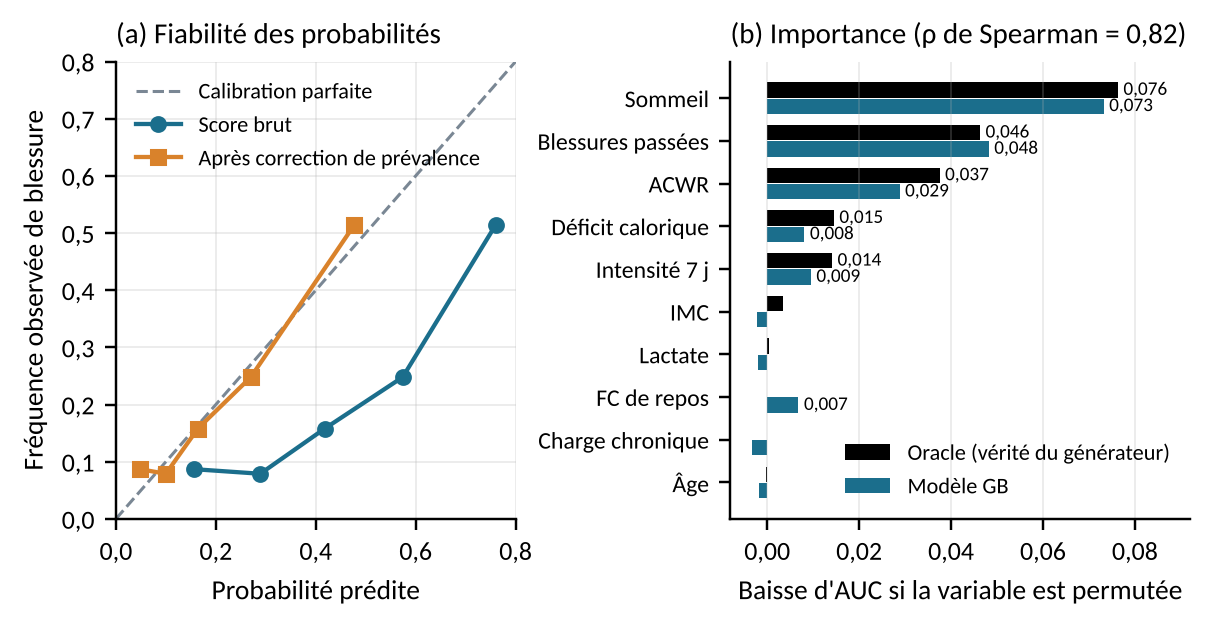 (a) Fiabilité des probabilités
Fréquence observée de blessure
0,8
0,7
0,6
0,5
0,4
0,3
0,2
0,1
0,0
Calibration parfaite
Score brut
Après correction de prévalence
0,0 0,2 0,4 0,6 0,8
Probabilité prédite
(b) Importance (ρ de Spearman = 0,82)
Sommeil 0,076
0,073
Blessures passées 0,046
0,048
ACWR 0,037
0,029
Déficit calorique 0,015
0,008
Intensité 7 j 0,014
0,009
IMC
Lactate
FC de repos 0,007
Charge chronique
Âge
Oracle (vérité du générateur)
Modèle GB
0,00 0,02 0,04 0,06 0,08
Baisse d'AUC si la variable est permutée